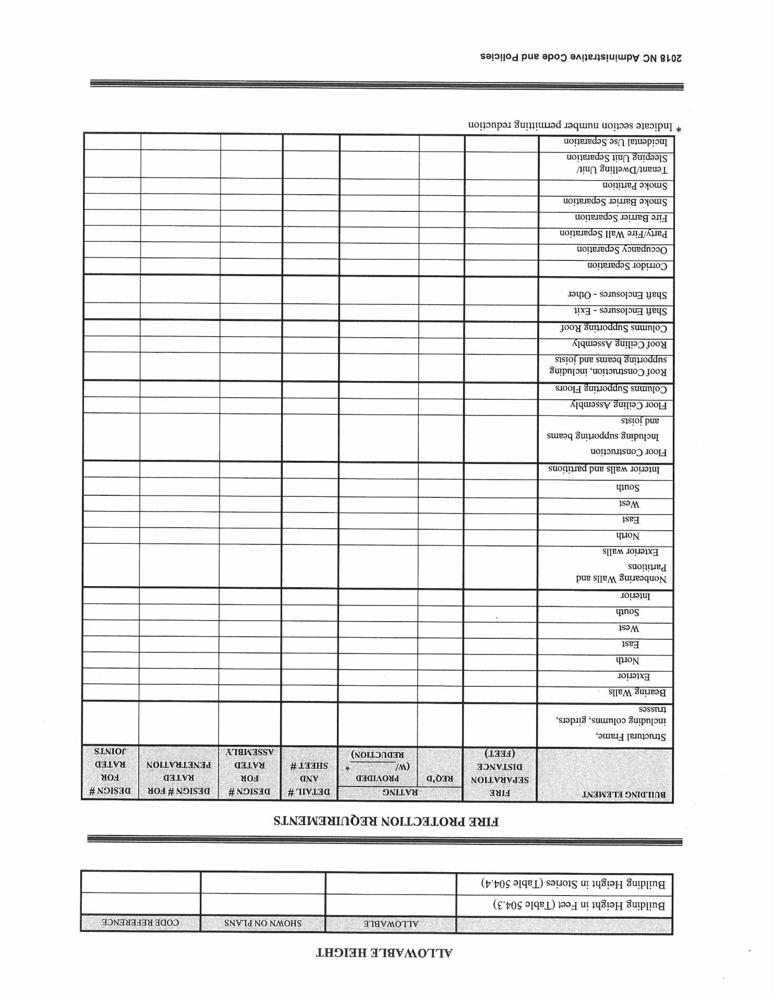 ALLOWABLE HEIGHT
ALLOWABLE SHOWN ON PLANS CODE REFERENCE
Building Height in Feet (Table 504.3)
Building Height in Stories (Table 504.4)
FIRE PROTECTION REQUIREMENTS
BUILDING ELEMENT
FIRE
SEPARATION
DISTANCE
(FEET)
RATING
REQ'D
PROVIDED
(W/ ________ *
REDUCTION)
DETAIL #
AND
SHEET #
DESIGN #
FOR
RATED
ASSEMBLY
DESIGN # FOR
RATED
PENETRATION
DESIGN #
FOR
RATED
JOINTS
Structural Frame,
including columns, girders,
trusses
Bearing Walls
Exterior
North
East
West
South
Interior
Nonbearing Walls and
Partitions
Exterior walls
North
East
West
South
Interior walls and partitions
Floor Construction
Including supporting beams
and joists
Floor Ceiling Assembly
Columns Supporting Floors
Roof Construction, including
supporting beams and joists
Roof Ceiling Assembly
Columns Supporting Roof
Shaft Enclosures - Exit
Shaft Enclosures - Other
Corridor Separation
Occupancy Separation
Party/Fire Wall Separation
Fire Barrier Separation
Smoke Barrier Separation
Smoke Partition
Tenant/Dwelling Unit/
Sleeping Unit Separation
Incidental Use Separation
* Indicate section number permitting reduction
2018 NC Administrative Code and Policies